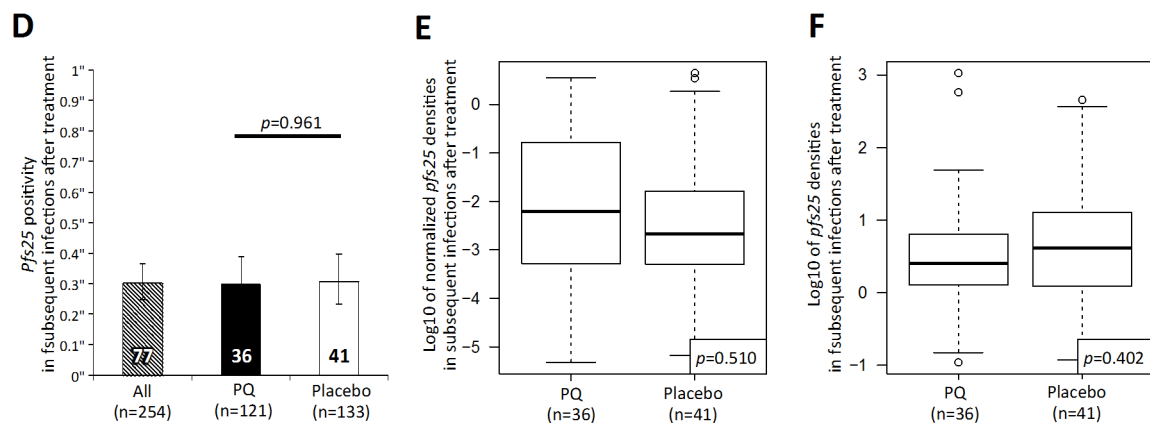 D
Pfs25 positivity
in fsubsequent infections after treatment
1"
0.9"
0.8"
0.7"
0.6"
0.5"
0.4"
0.3"
0.2"
0.1"
0"
p=0.961
77
36
41
All
(n=254)
PQ
(n=121)
Placebo
(n=133)
E
Log10 of normalized pfs25 densities
in subsequent infections after treatment
0
−1
−2
−3
−4
−5
p=0.510
PQ
(n=36)
Placebo
(n=41)
F
Log10 of pfs25 densities
in fsubsequent infections after treatment
3
2
1
0
−1
p=0.402
PQ
(n=36)
Placebo
(n=41)